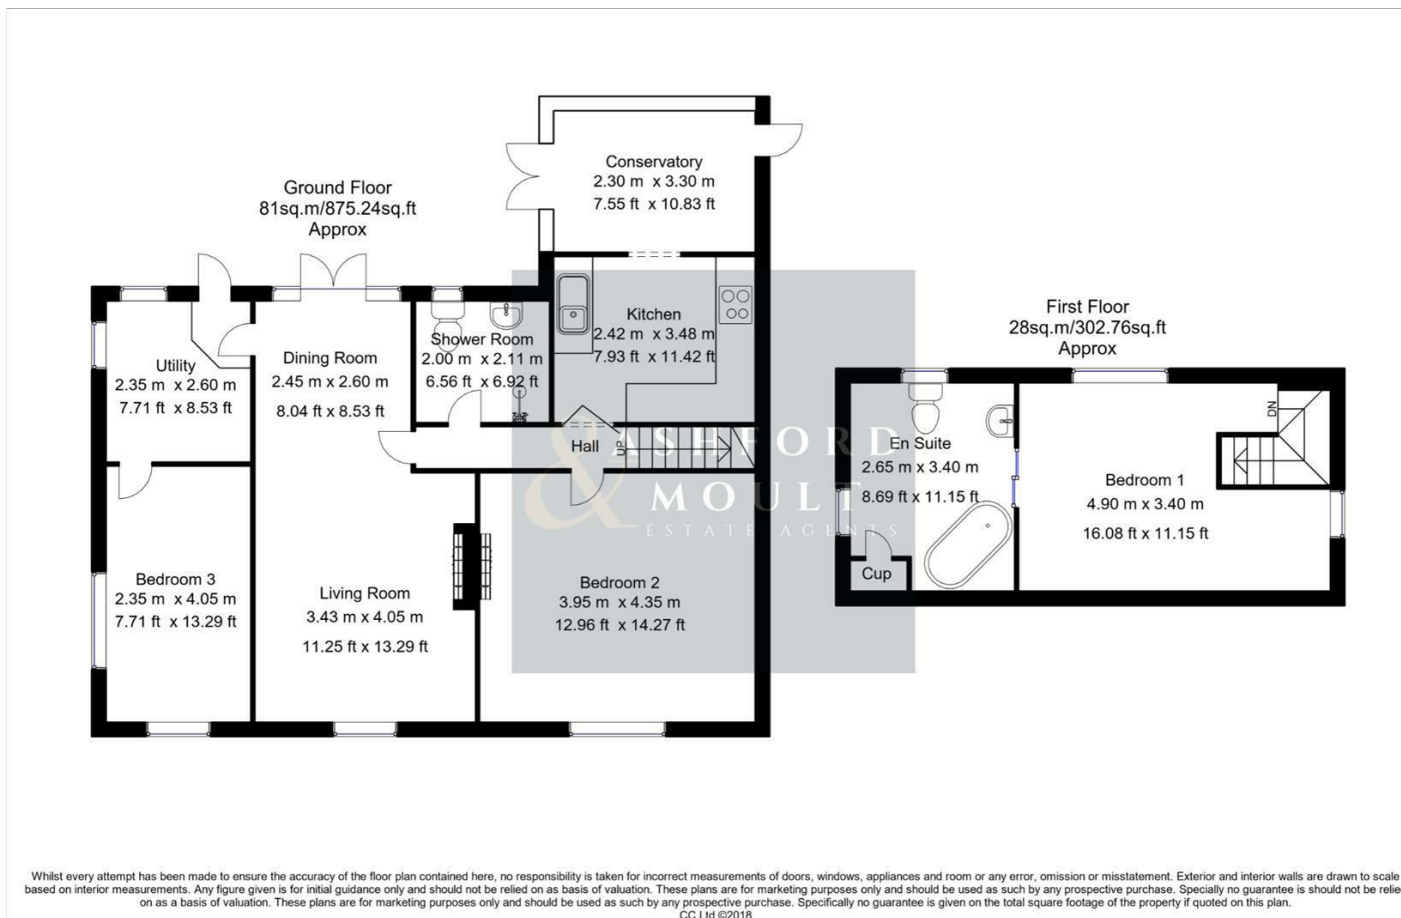 Conservatory
2.30 m x 3.30 m
7.55 ft x 10.83 ft
Ground Floor
81sq.m/875.24sq.ft
Approx
Kitchen
2.42 m x 3.48 m
7.93 ft x 11.42 ft
Shower Room
2.00 m x 2.11 m
6.56 ft x 6.92 ft
Dining Room
2.45 m x 2.60 m
8.04 ft x 8.53 ft
Utility
2.35 m x 2.60 m
7.71 ft x 8.53 ft
Hall
UP
Bedroom 3
2.35 m x 4.05 m
7.71 ft x 13.29 ft
Living Room
3.43 m x 4.05 m
11.25 ft x 13.29 ft
Bedroom 2
3.95 m x 4.35 m
12.96 ft x 14.27 ft
&
ASHFORD
MOULT
ESTATE AGENTS
First Floor
28sq.m/302.76sq.ft
Approx
DN
En Suite
2.65 m x 3.40 m
8.69 ft x 11.15 ft
Bedroom 1
4.90 m x 3.40 m
16.08 ft x 11.15 ft
Cup
Whilst every attempt has been made to ensure the accuracy of the floor plan contained here, no responsibility is taken for incorrect measurements of doors, windows, appliances and room or any error, omission or misstatement. Exterior and interior walls are drawn to scale
based on interior measurements. Any figure given is for initial guidance only and should not be relied on as basis of valuation. These plans are for marketing purposes only and should be used as such by any prospective purchase. Specially no guarantee is should not be relie
on as a basis of valuation. These plans are for marketing purposes only and should be used as such by any prospective purchase. Specifically no guarantee is given on the total square footage of the property if quoted on this plan.
CC Ltd ©2018